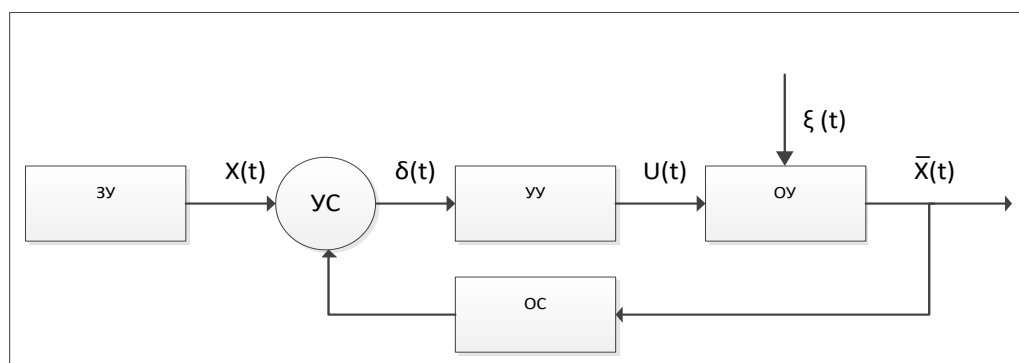 ξ (t)
X(t)
δ(t)
U(t)
X̅(t)
ЗУ
УС
УУ
ОУ
ОС